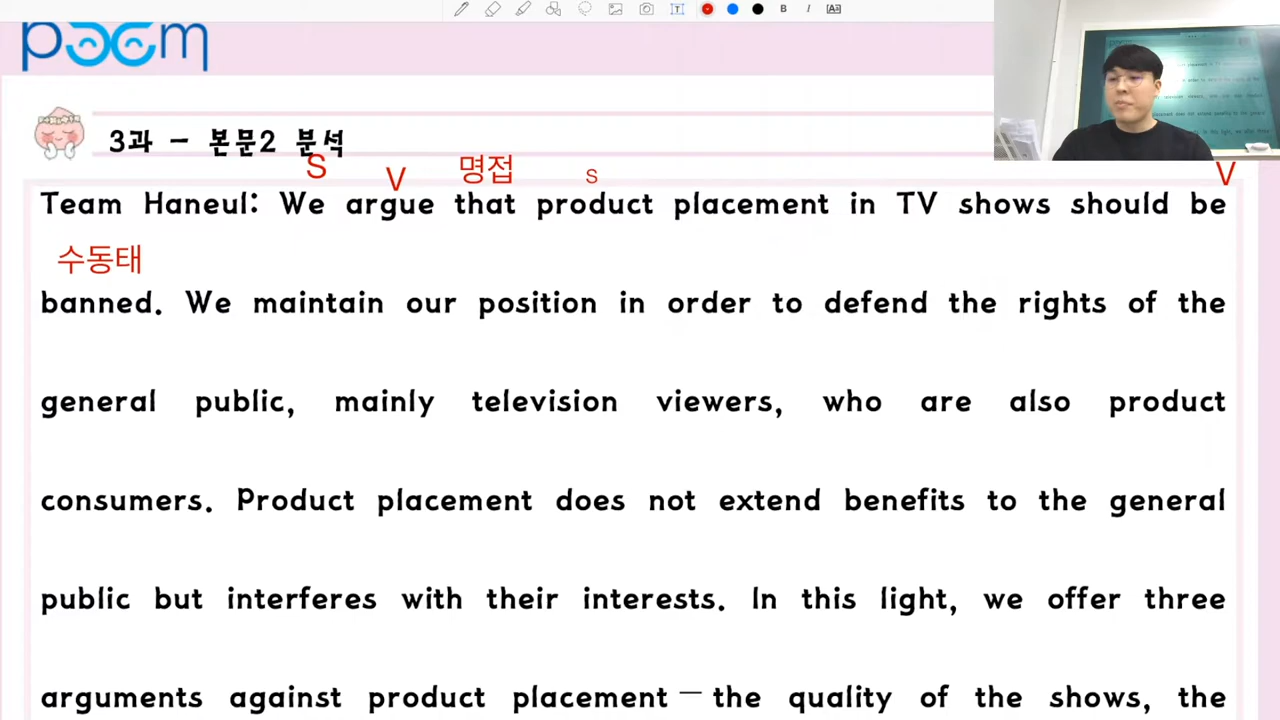 B I A
poem
3과 - 본문2 분석
S V 명접 S V
Team Haneul: We argue that product placement in TV shows should be
수동태
banned. We maintain our position in order to defend the rights of the
general public, mainly television viewers, who are also product
consumers. Product placement does not extend benefits to the general
public but interferes with their interests. In this light, we offer three
arguments against product placement — the quality of the shows, the